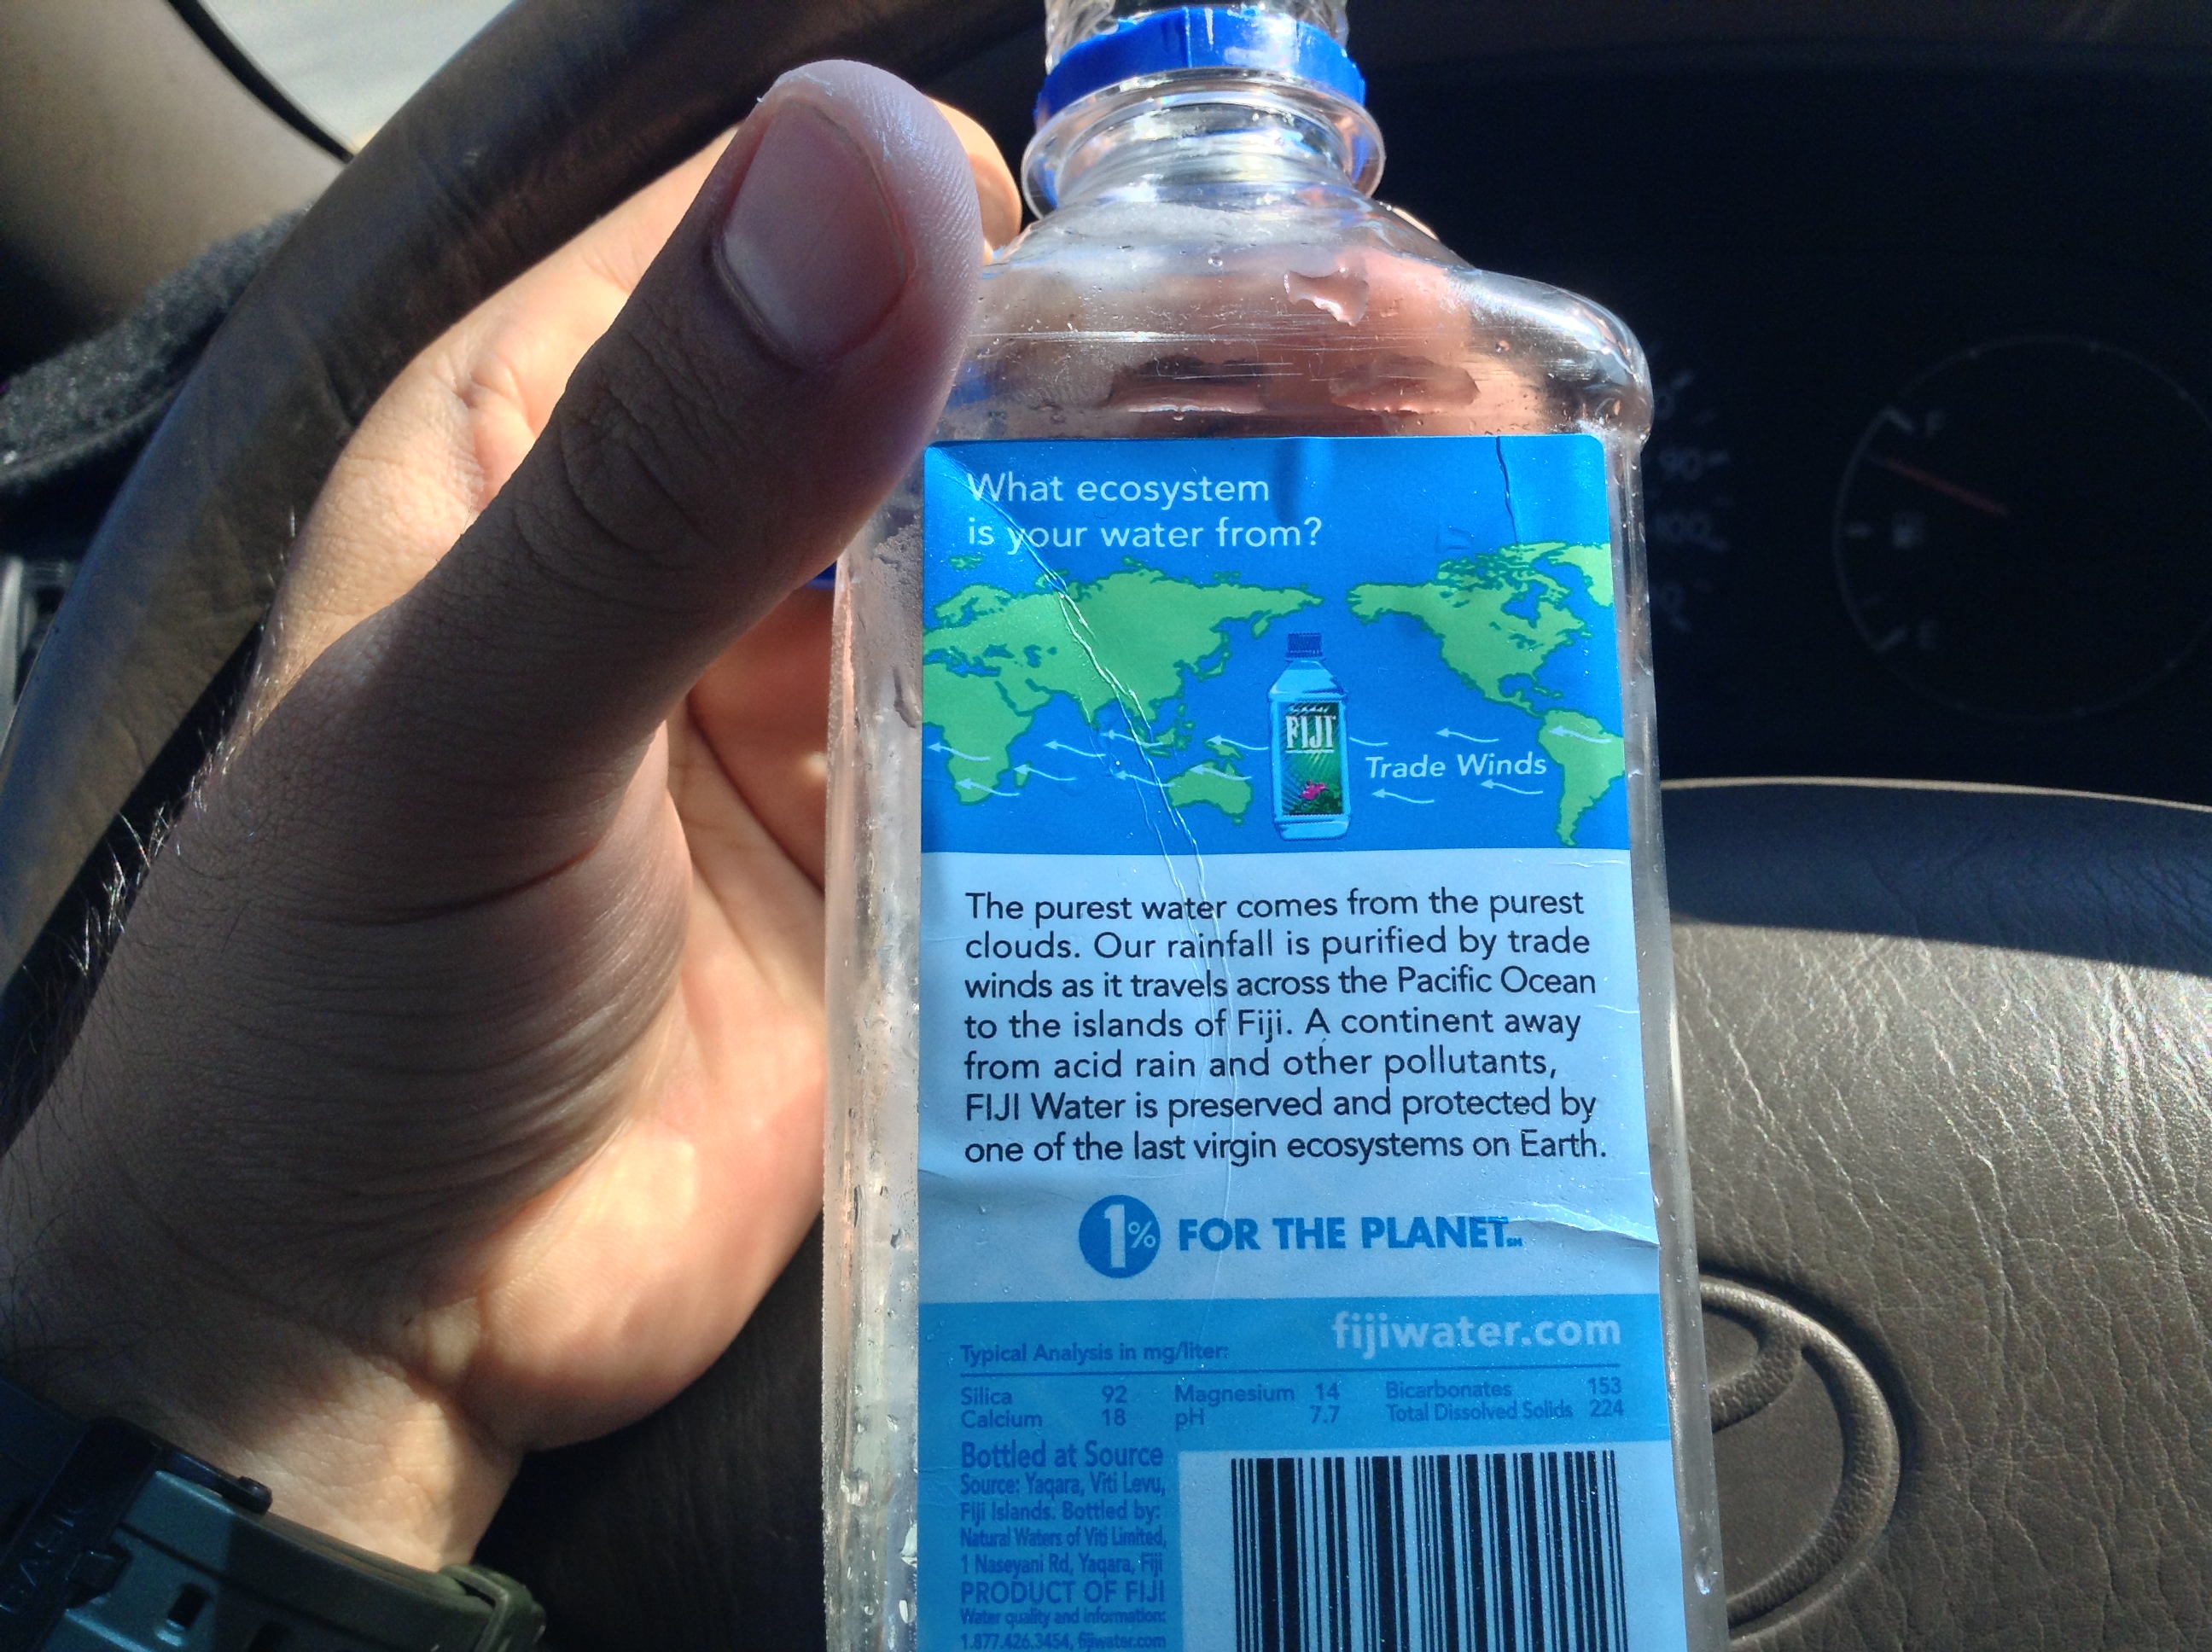 What ecosystem
is your water from?
FIJI
Trade Winds
The purest water comes from the purest
clouds. Our rainfall is purified by trade
winds as it travels across the Pacific Ocean
to the islands of Fiji. A continent away
from acid rain and other pollutants,
FIJI Water is preserved and protected by
one of the last virgin ecosystems on Earth.
1% FOR THE PLANET SM
fijiwater.com
Typical Analysis in mg/liter:
Silica 92 Magnesium 14 Bicarbonates 153
Calcium 18 pH 7.7 Total Dissolved Solids 224
Bottled at Source
Source: Yaqara, Viti Levu,
Fiji Islands. Bottled by:
Natural Waters of Viti Limited,
1 Naseyani Rd, Yaqara, Fiji
PRODUCT OF FIJI
Water quality and information:
1.877.426.3454, fijiwater.com
90
F
E